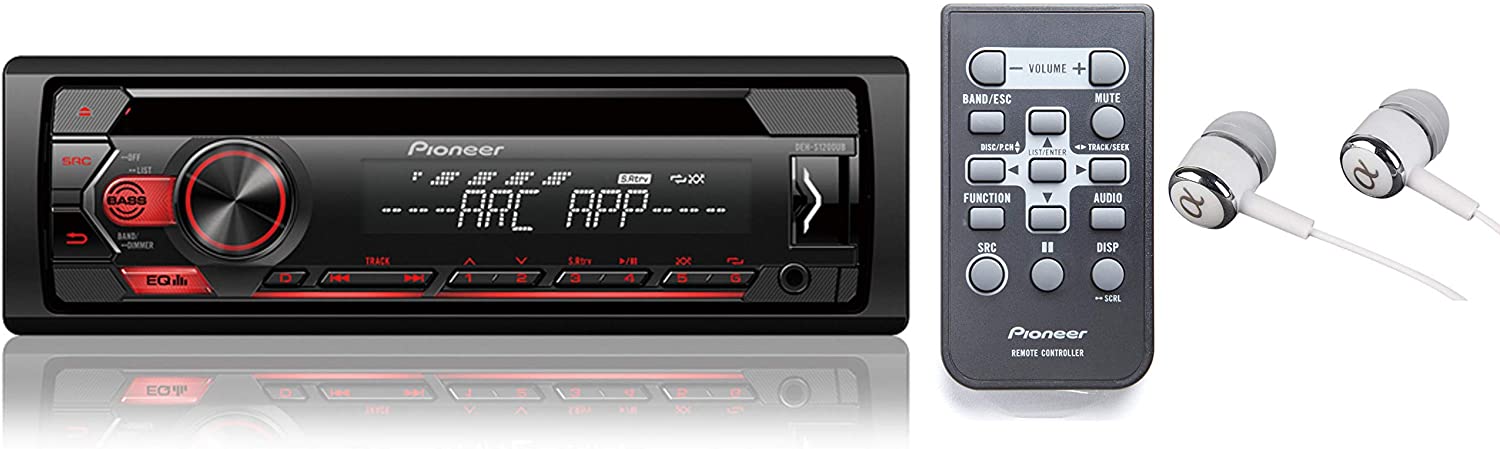 Pioneer
DEH-S1200UB
SRC
OFF
LIST
BASS
BAND/
DIMMER
EQ
S.Rtrv
----ARC APP----
TRACK
S.Rtrv
D
1
2
3
4
5
6
EQ
VOLUME
BAND/ESC
MUTE
DISC/P.CH
LIST/ENTER
TRACK/SEEK
FUNCTION
AUDIO
SRC
DISP
SCRL
Pioneer
REMOTE CONTROLLER
α
α